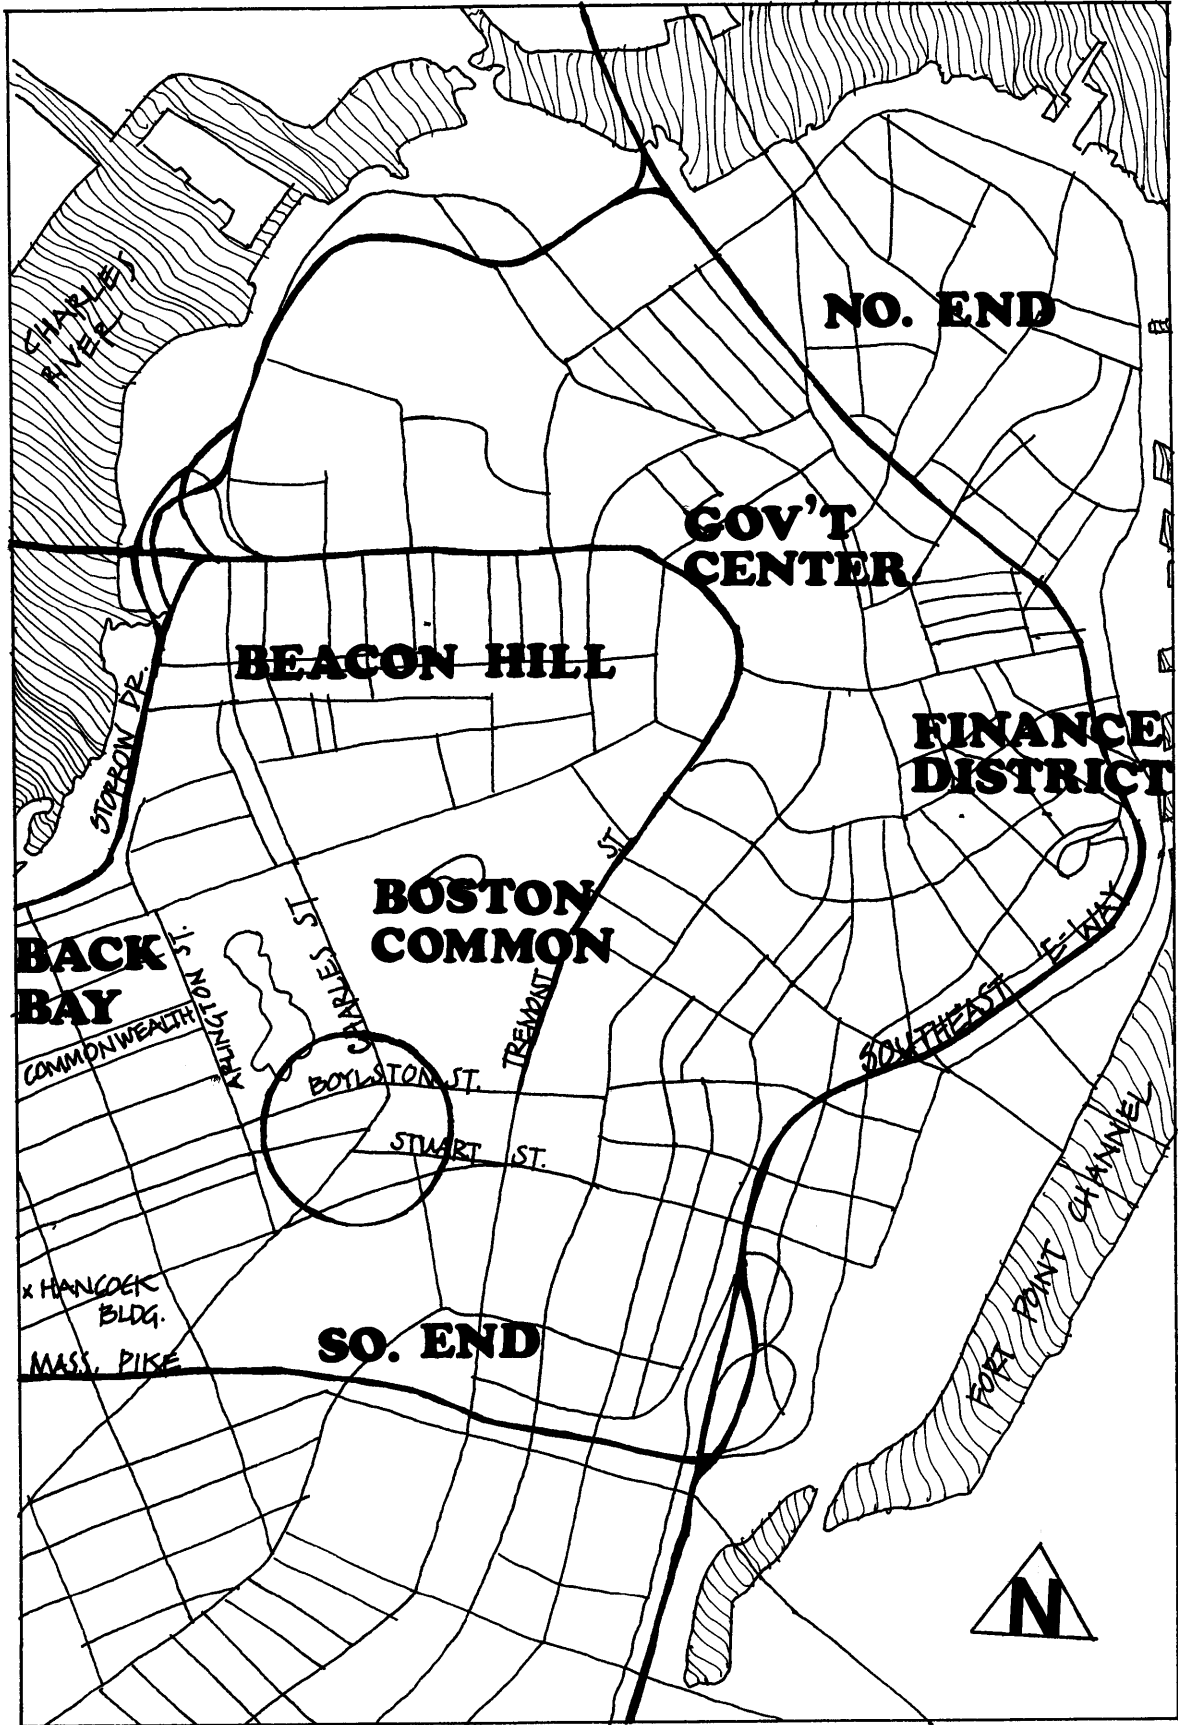 CHARLES
RIVER
NO. END
GOV'T
CENTER
BEACON HILL
STORROW DR.
FINANCE
DISTRICT
ST.
BOSTON
COMMON
BACK
BAY
ARLINGTON ST.
CHARLES ST
TREMONT
SOUTHEAST E-WAY
COMMONWEALTH
BOYLSTON ST.
STUART ST.
FORT POINT CHANNEL
x HANCOCK
BLDG.
SO. END
MASS. PIKE
N